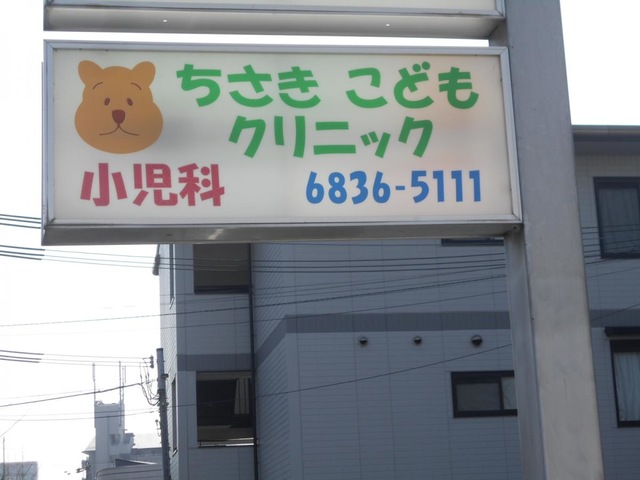 ちさき こども
クリニック
小児科 6836-5111